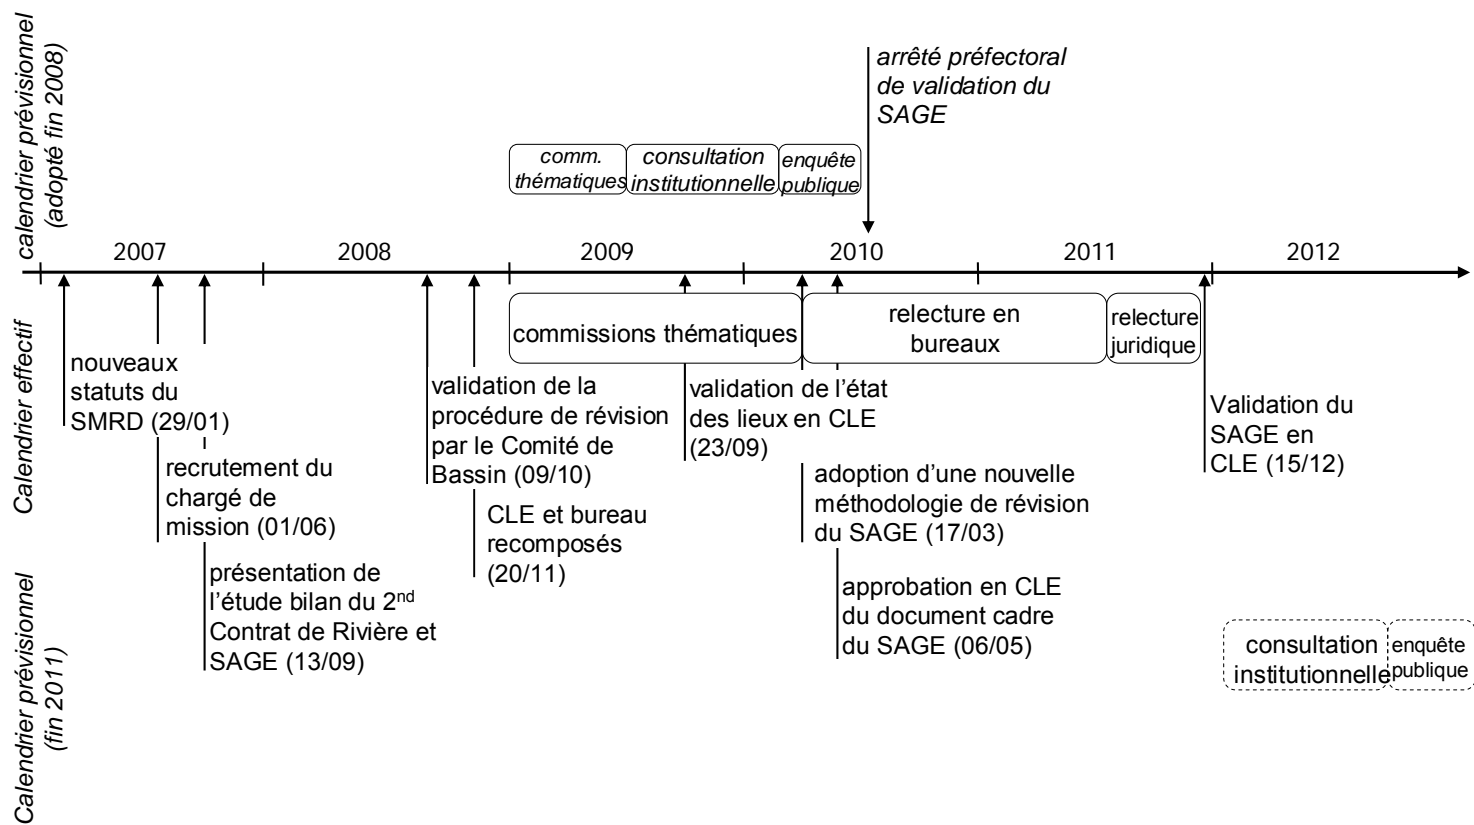 calendrier prévisionnel
(adopté fin 2008)
arrêté préfectoral
de validation du
SAGE
comm.
thématiques
consultation
institutionnelle
enquête
publique
2007
2008
2009
2010
2011
2012
Calendrier effectif
commissions thématiques
relecture en
bureaux
relecture
juridique
nouveaux
statuts du
SMRD (29/01)
recrutement du
chargé de
mission (01/06)
présentation de
l’étude bilan du 2nd
Contrat de Rivière et
SAGE (13/09)
validation de la
procédure de révision
par le Comité de
Bassin (09/10)
CLE et bureau
recomposés
(20/11)
validation de l’état
des lieux en CLE
(23/09)
adoption d’une nouvelle
méthodologie de révision
du SAGE (17/03)
approbation en CLE
du document cadre
du SAGE (06/05)
Validation du
SAGE en
CLE (15/12)
Calendrier prévisionnel
(fin 2011)
consultation
institutionnelle
enquête
publique